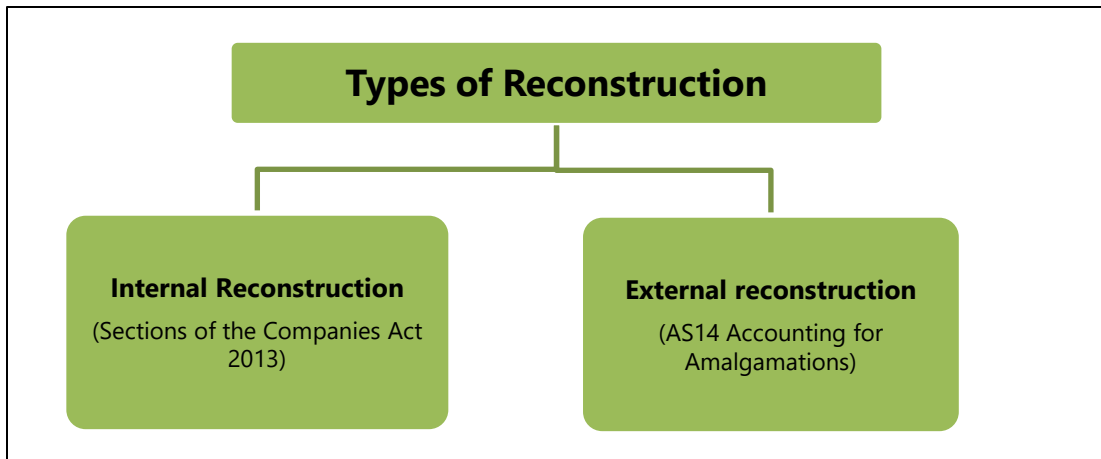 Types of Reconstruction
Internal Reconstruction
(Sections of the Companies Act
2013)
External reconstruction
(AS14 Accounting for
Amalgamations)